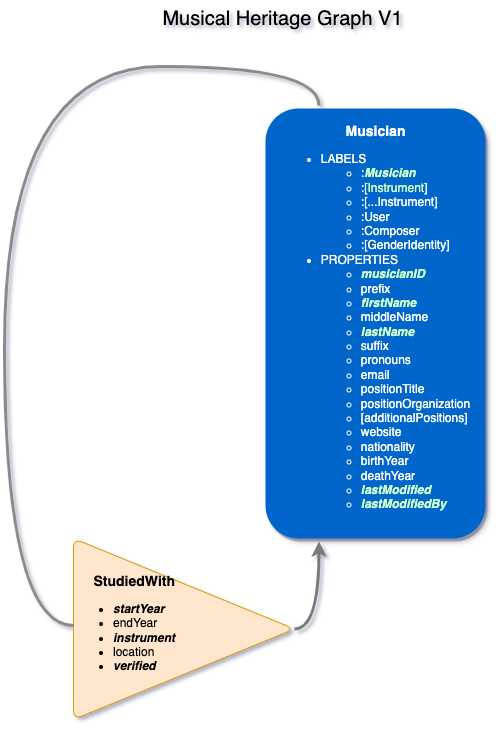 Musical Heritage Graph V1
Musician
LABELS
:Musician
:[Instrument]
:[...Instrument]
:User
:Composer
:[GenderIdentity]
PROPERTIES
musicianID
prefix
firstName
middleName
lastName
suffix
pronouns
email
positionTitle
positionOrganization
[additionalPositions]
website
nationality
birthYear
deathYear
lastModified
lastModifiedBy
StudiedWith
startYear
endYear
instrument
location
verified